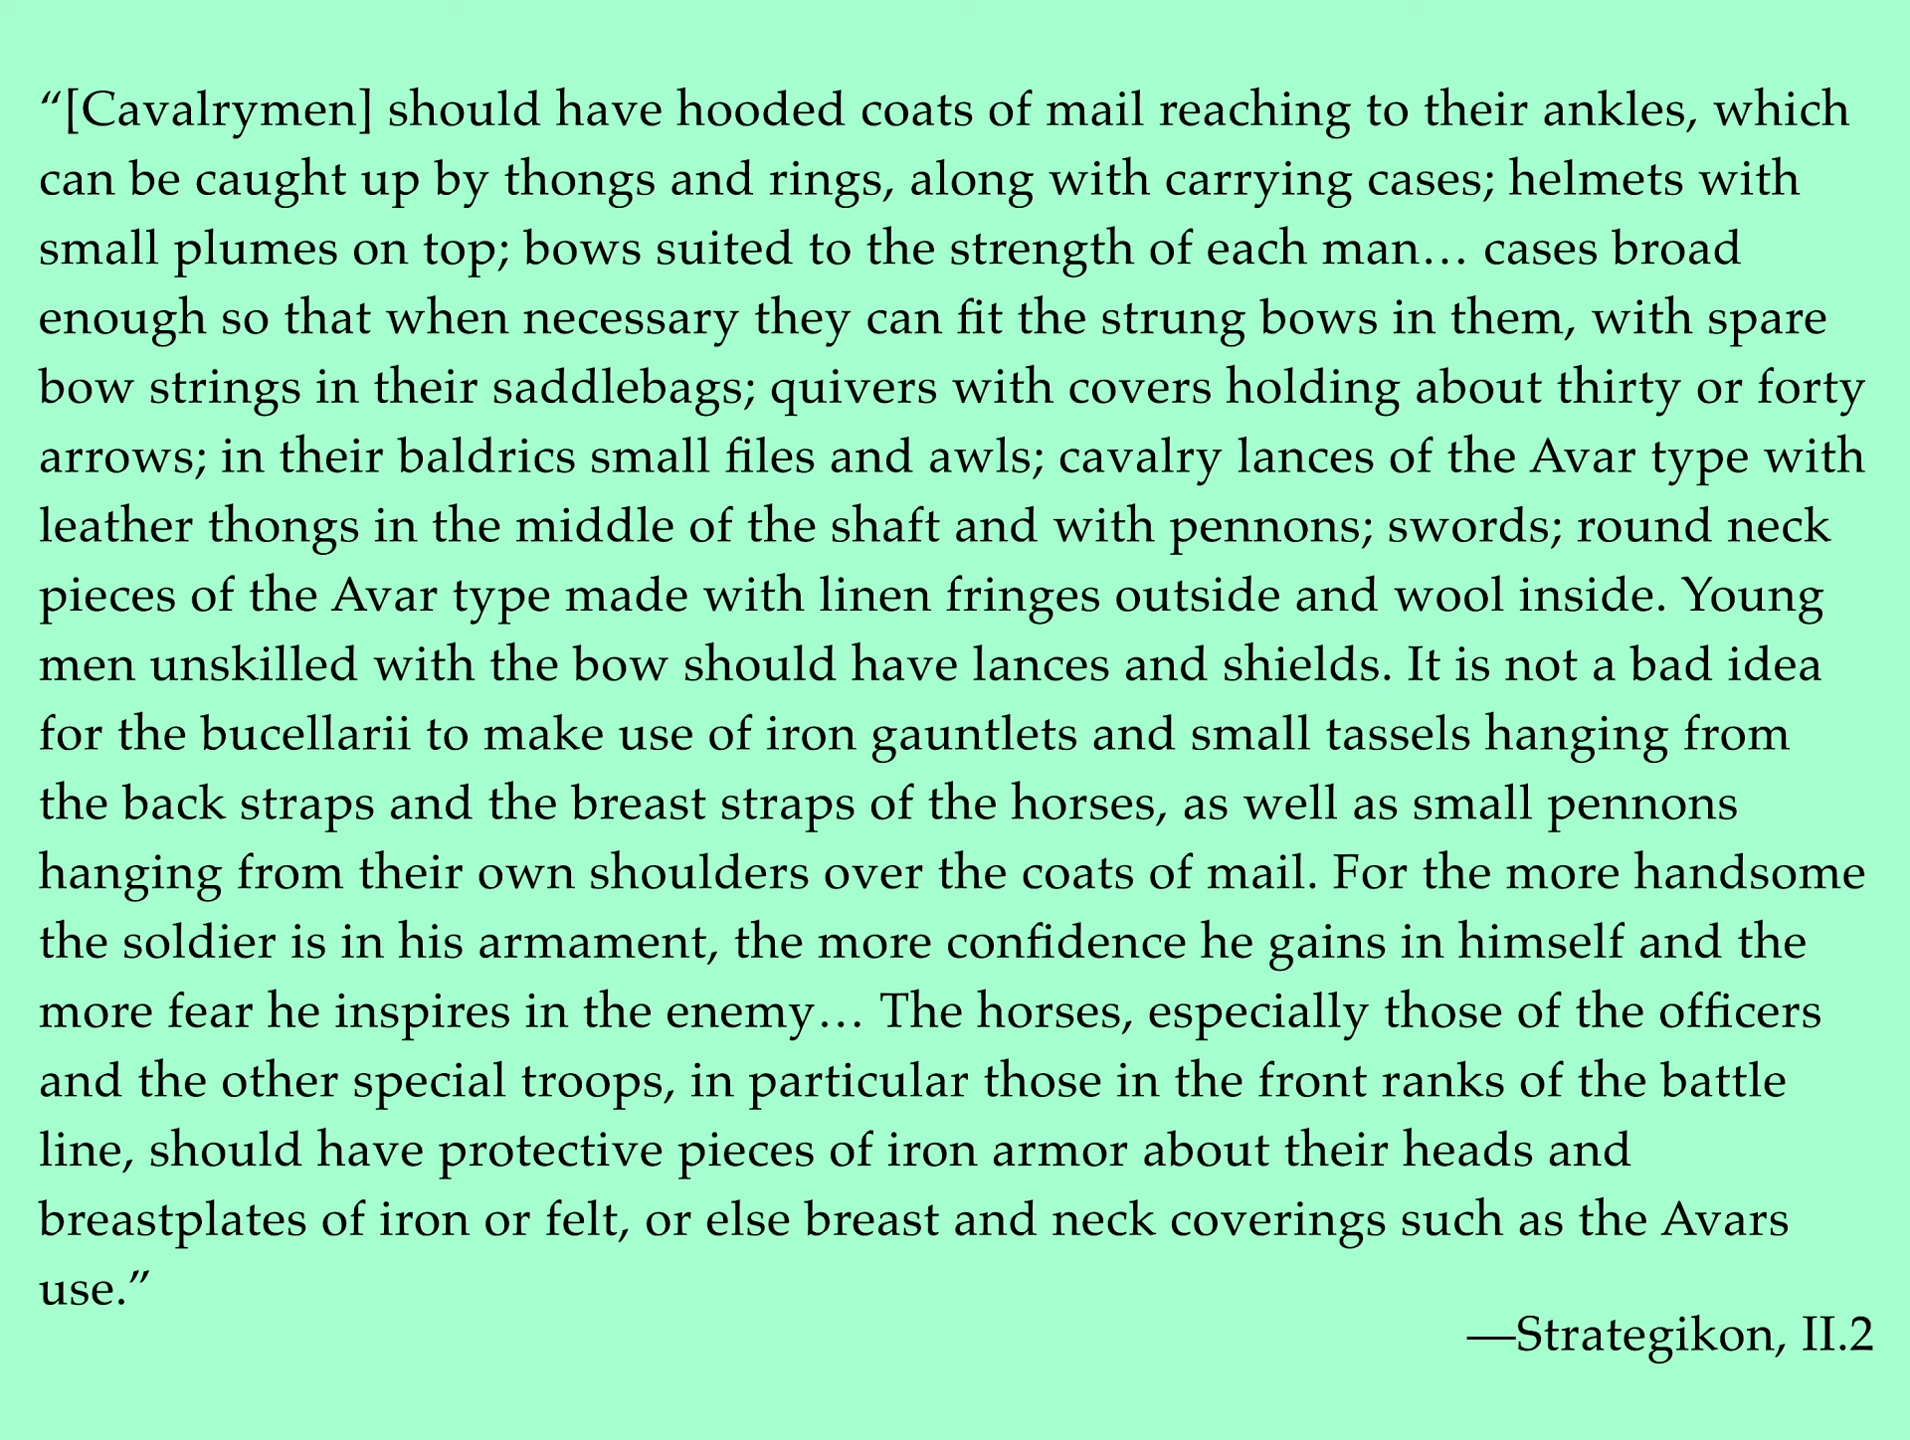 “[Cavalrymen] should have hooded coats of mail reaching to their ankles, which
can be caught up by thongs and rings, along with carrying cases; helmets with
small plumes on top; bows suited to the strength of each man… cases broad
enough so that when necessary they can fit the strung bows in them, with spare
bow strings in their saddlebags; quivers with covers holding about thirty or forty
arrows; in their baldrics small files and awls; cavalry lances of the Avar type with
leather thongs in the middle of the shaft and with pennons; swords; round neck
pieces of the Avar type made with linen fringes outside and wool inside. Young
men unskilled with the bow should have lances and shields. It is not a bad idea
for the bucellarii to make use of iron gauntlets and small tassels hanging from
the back straps and the breast straps of the horses, as well as small pennons
hanging from their own shoulders over the coats of mail. For the more handsome
the soldier is in his armament, the more confidence he gains in himself and the
more fear he inspires in the enemy… The horses, especially those of the officers
and the other special troops, in particular those in the front ranks of the battle
line, should have protective pieces of iron armor about their heads and
breastplates of iron or felt, or else breast and neck coverings such as the Avars
use.”
—Strategikon, II.2